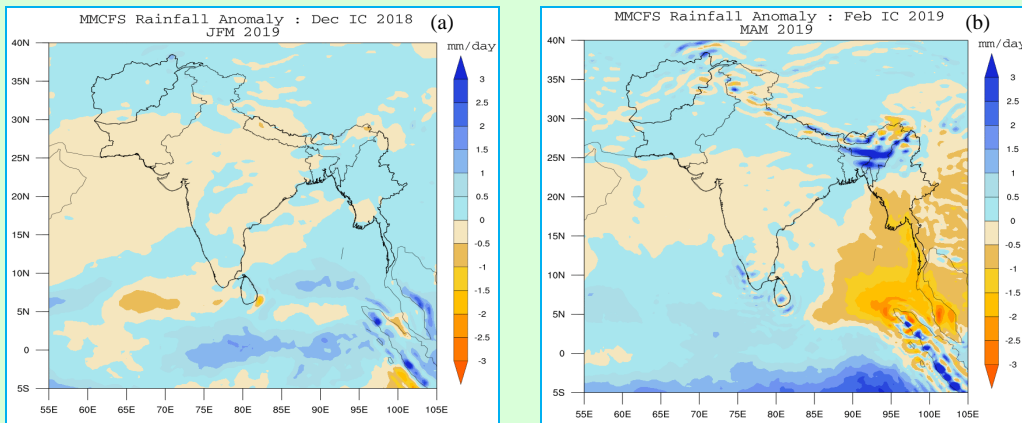 MMCFS Rainfall Anomaly : Dec IC 2018 (a)
JFM 2019
mm/day
40N
35N
30N
25N
20N
15N
10N
5N
0
5S
55E 60E 65E 70E 75E 80E 85E 90E 95E 100E 105E
3
2.5
2
1.5
1
0.5
0
-0.5
-1
-1.5
-2
-2.5
-3
MMCFS Rainfall Anomaly : Feb IC 2019 (b)
MAM 2019
mm/day
40N
35N
30N
25N
20N
15N
10N
5N
0
5S
55E 60E 65E 70E 75E 80E 85E 90E 95E 100E 105E
3
2.5
2
1.5
1
0.5
0
-0.5
-1
-1.5
-2
-2.5
-3